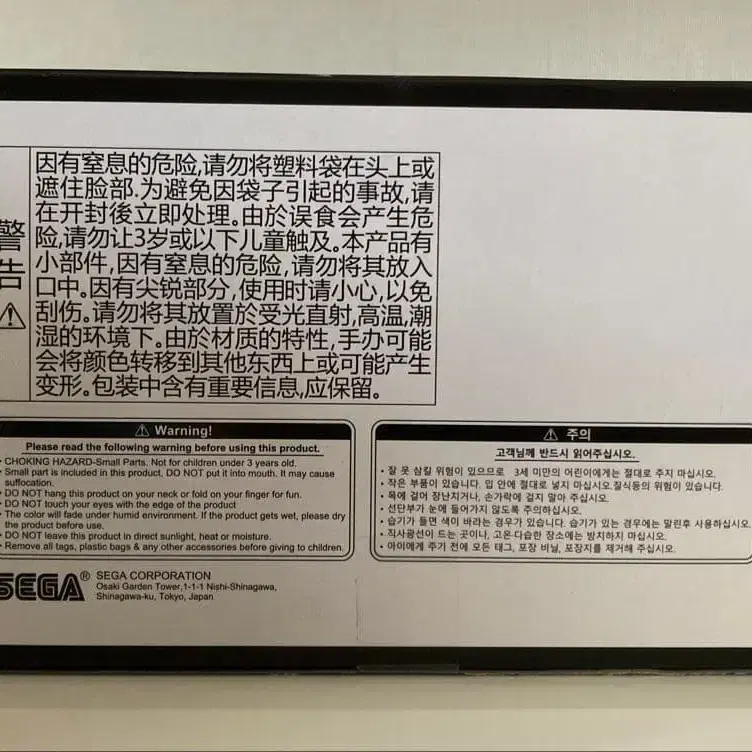 警告
因有窒息的危险,请勿将塑料袋在头上或
遮住脸部.为避免因袋子引起的事故,请
在开封後立即处理。由於误食会产生危
险,请勿让3岁或以下儿童触及。本产品有
小部件,因有窒息的危险,请勿将其放入
口中。因有尖锐部分,使用时请小心,以免
刮伤。请勿将其放置於受光直射,高温,潮
湿的环境下。由於材质的特性,手办可能
会将颜色转移到其他东西上或可能产生
变形。包装中含有重要信息,应保留。
Warning!
Please read the following warning before using this product.
• CHOKING HAZARD-Small Parts. Not for children under 3 years old.
• Small part is included in this product. DO NOT put it into mouth. It may cause
suffocation.
• DO NOT hang this product on your neck or fold on your finger for fun.
• DO NOT touch your eyes with the edge of the product
• The color will fade under humid environment. If the product gets wet, please dry
the product before use.
• DO NOT leave this product in direct sunlight, heat or moisture.
• Remove all tags, plastic bags & any other accessories before giving to children.
주의
고객님께 반드시 읽어주십시오.
• 잘 못 삼킬 위험이 있으므로 3세 미만의 어린이에게는 절대로 주지 마십시오.
• 작은 부품이 있습니다. 입 안에 절대로 넣지 마십시오.질식등의 위험이 있습니다.
• 목에 걸어 장난치거나, 손가락에 걸지 말아 주십시오.
• 선단부가 눈에 들어가지 않도록 주의하십시오.
• 습기가 들면 색이 바라는 경우가 있습니다. 습기가 있는 경우에는 말린후 사용하십시오.
• 직사광선이 드는 곳이나, 고온·다습한 장소에는 방치하지 마십시오.
• 아이에게 주기 전에 모든 태그, 포장 비닐, 포장지를 제거해 주십시오.
SEGA®
SEGA CORPORATION
Osaki Garden Tower,1-1-1 Nishi-Shinagawa,
Shinagawa-ku, Tokyo, Japan